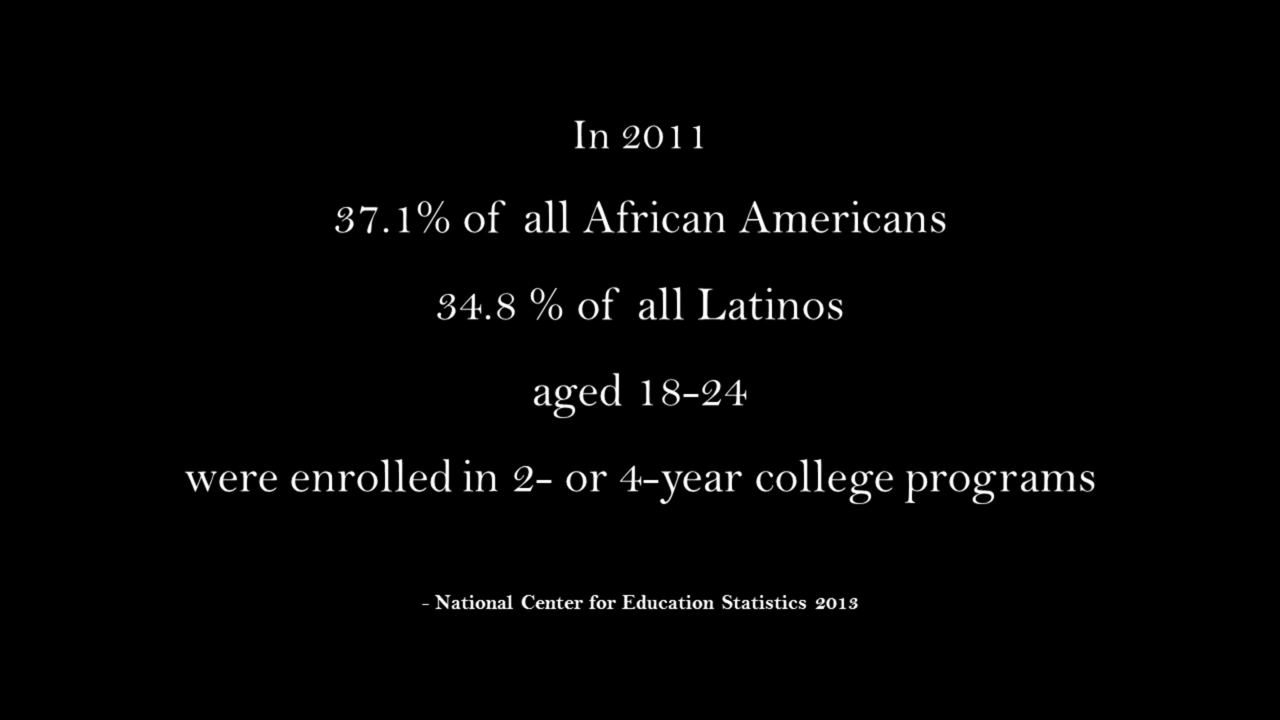 In 2011
37.1% of all African Americans
34.8 % of all Latinos
aged 18-24
were enrolled in 2- or 4-year college programs
- National Center for Education Statistics 2013